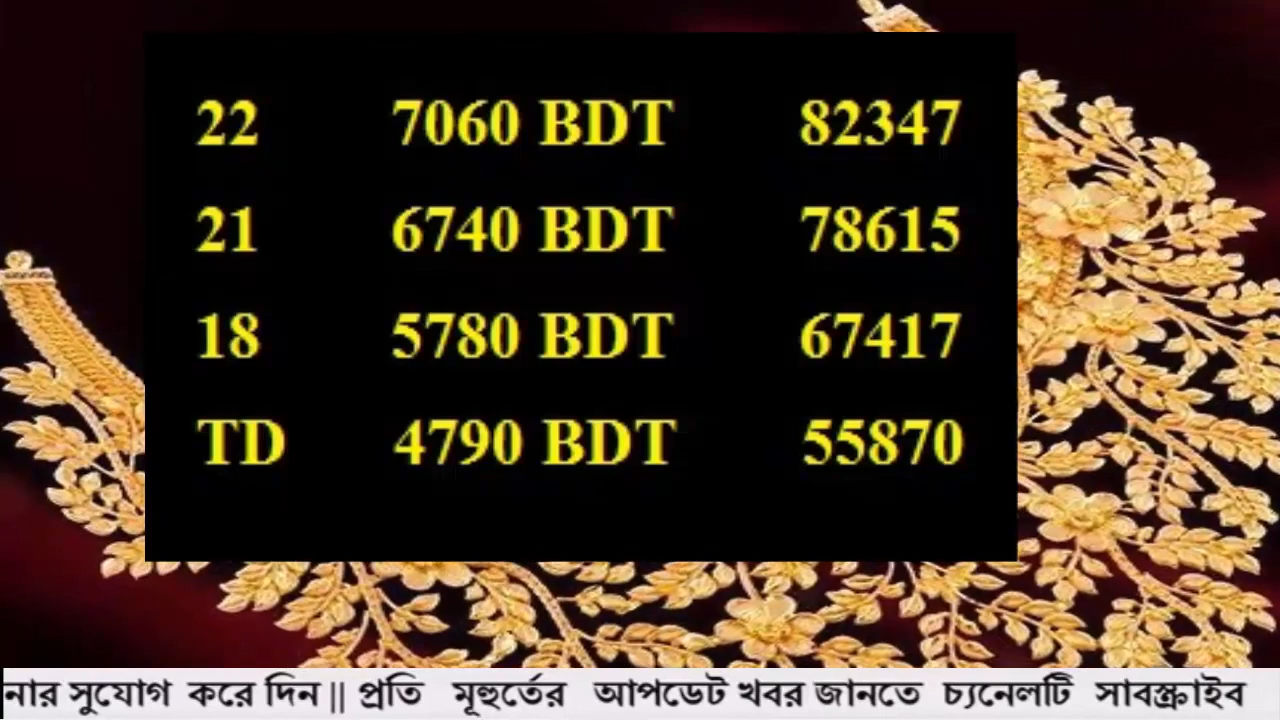 22 7060 BDT 82347
21 6740 BDT 78615
18 5780 BDT 67417
TD 4790 BDT 55870
নার সুযোগ করে দিন || প্রতি মূহুর্তের আপডেট খবর জানতে চ্যনেলটি সাবস্ক্রাইব